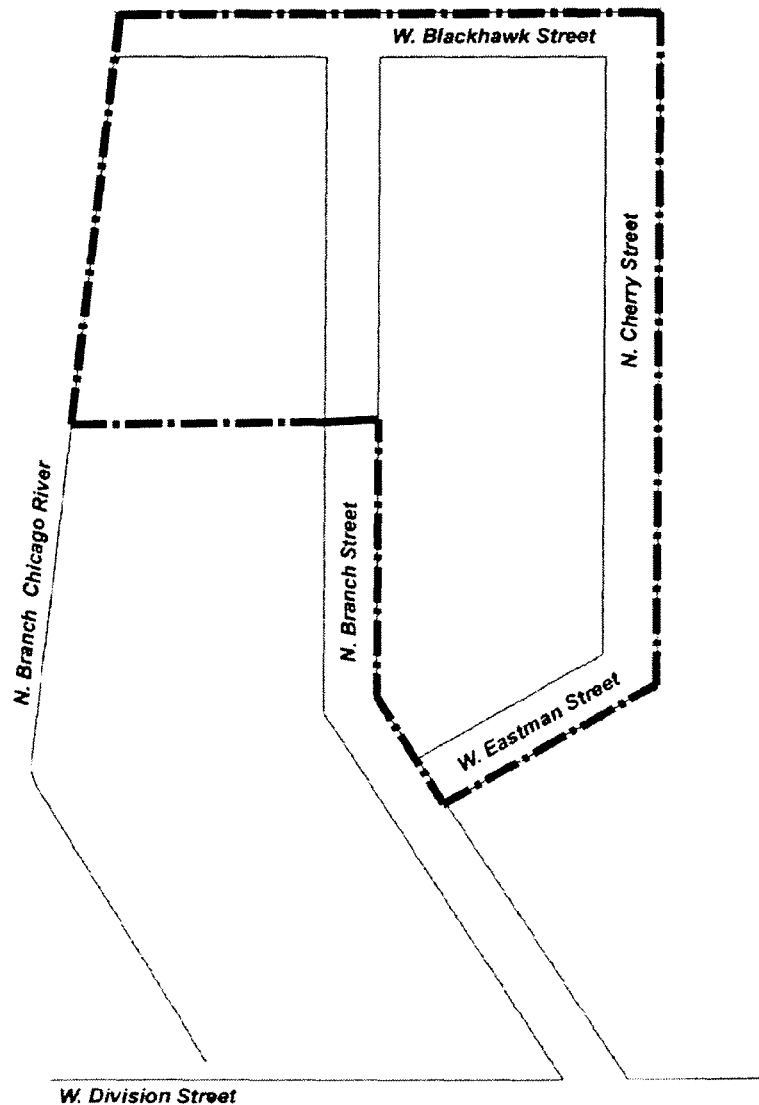 W. Blackhawk Street
N. Cherry Street
N. Branch Chicago River
N. Branch Street
W. Eastman Street
W. Division Street